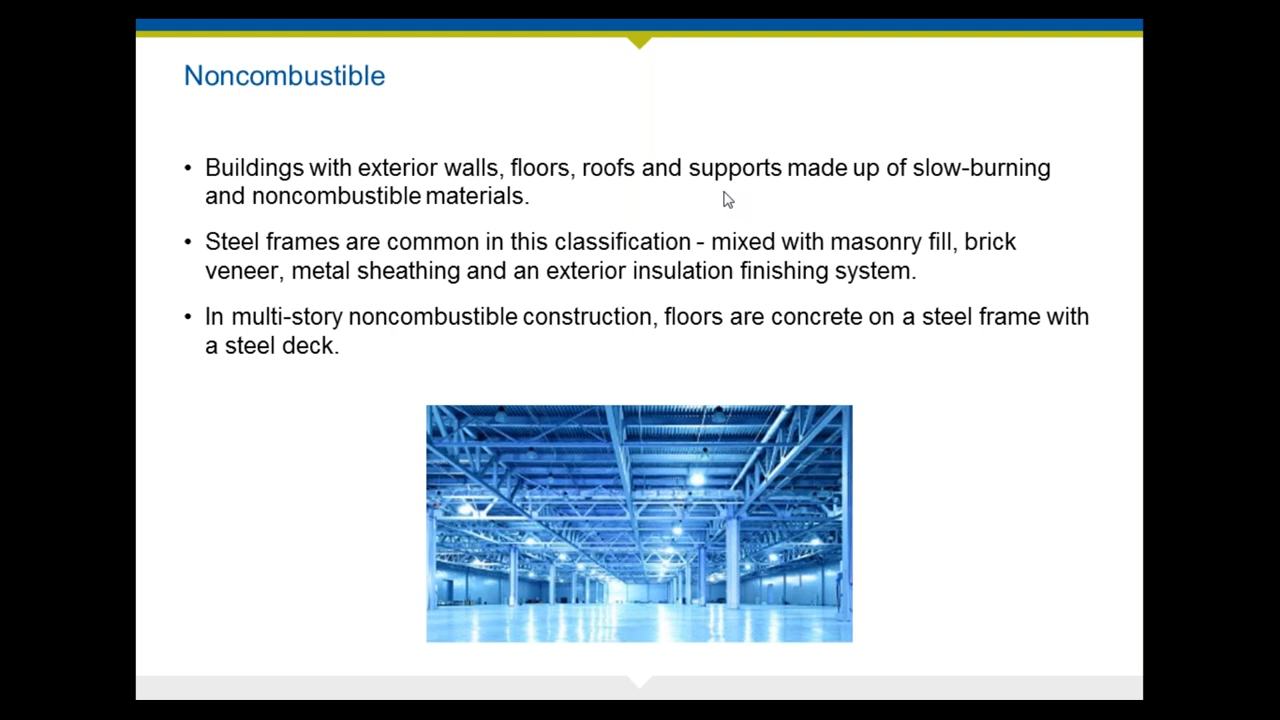 Noncombustible
• Buildings with exterior walls, floors, roofs and supports made up of slow-burning
and noncombustible materials.
• Steel frames are common in this classification - mixed with masonry fill, brick
veneer, metal sheathing and an exterior insulation finishing system.
• In multi-story noncombustible construction, floors are concrete on a steel frame with
a steel deck.